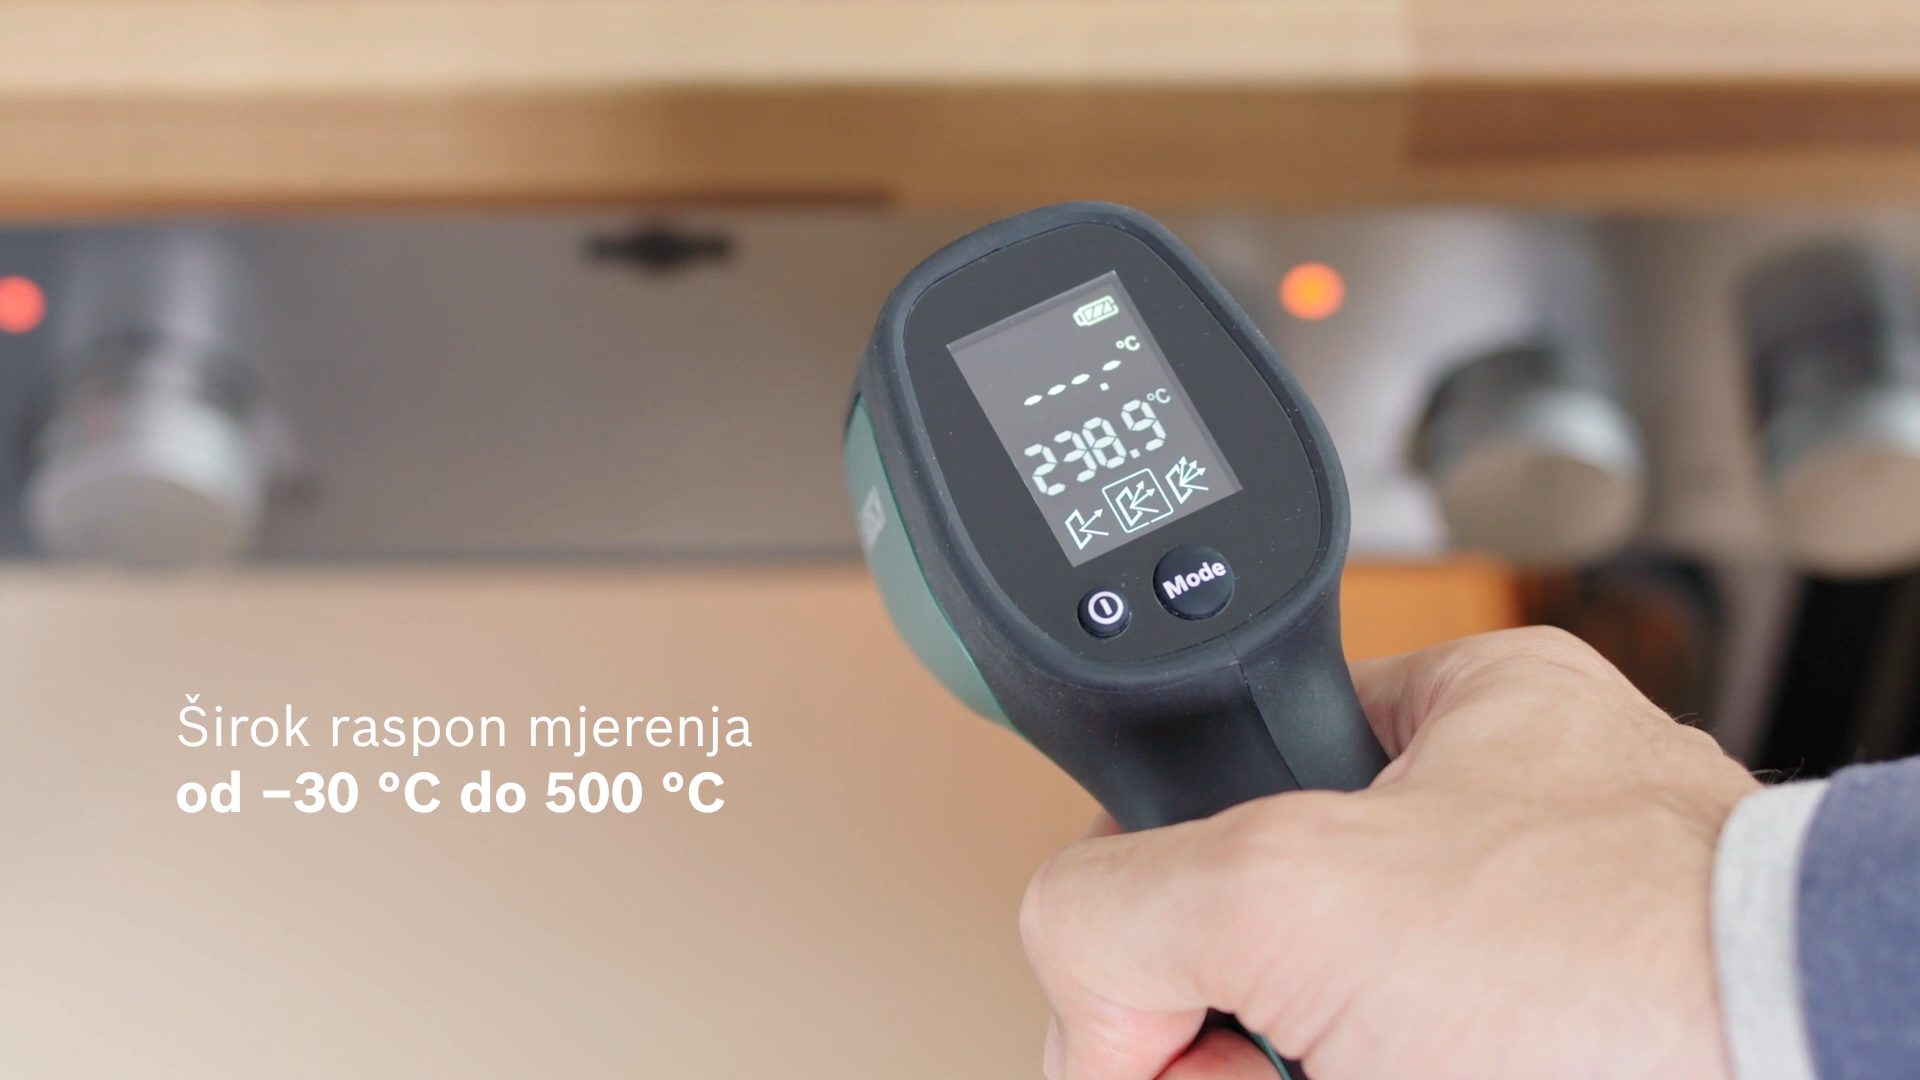 °C
---.-
238.9 °C
Mode
Širok raspon mjerenja
od –30 °C do 500 °C